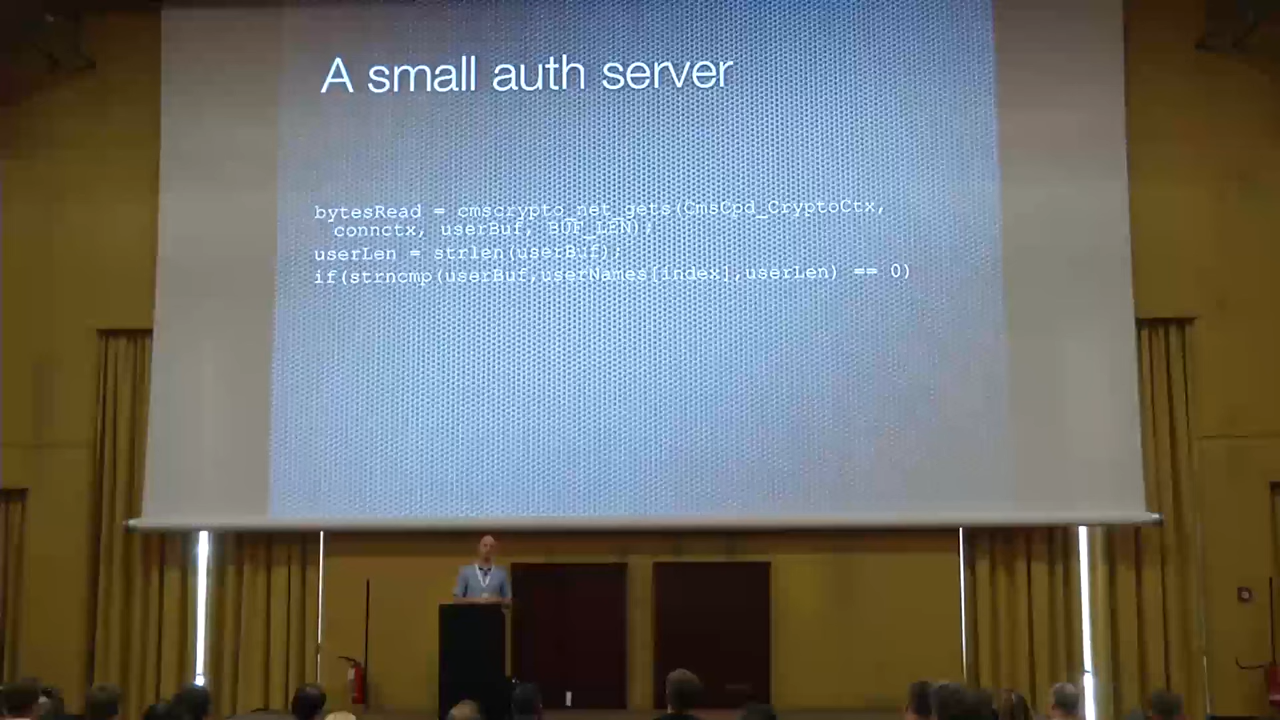 A small auth server
bytesRead = cmscrypto_net_gets(CmsCpd_CryptoCtx,
connctx, userBuf, BUF_LEN);
userLen = strlen(userBuf);
if(strncmp(userBuf,userNames[index],userLen) == 0)